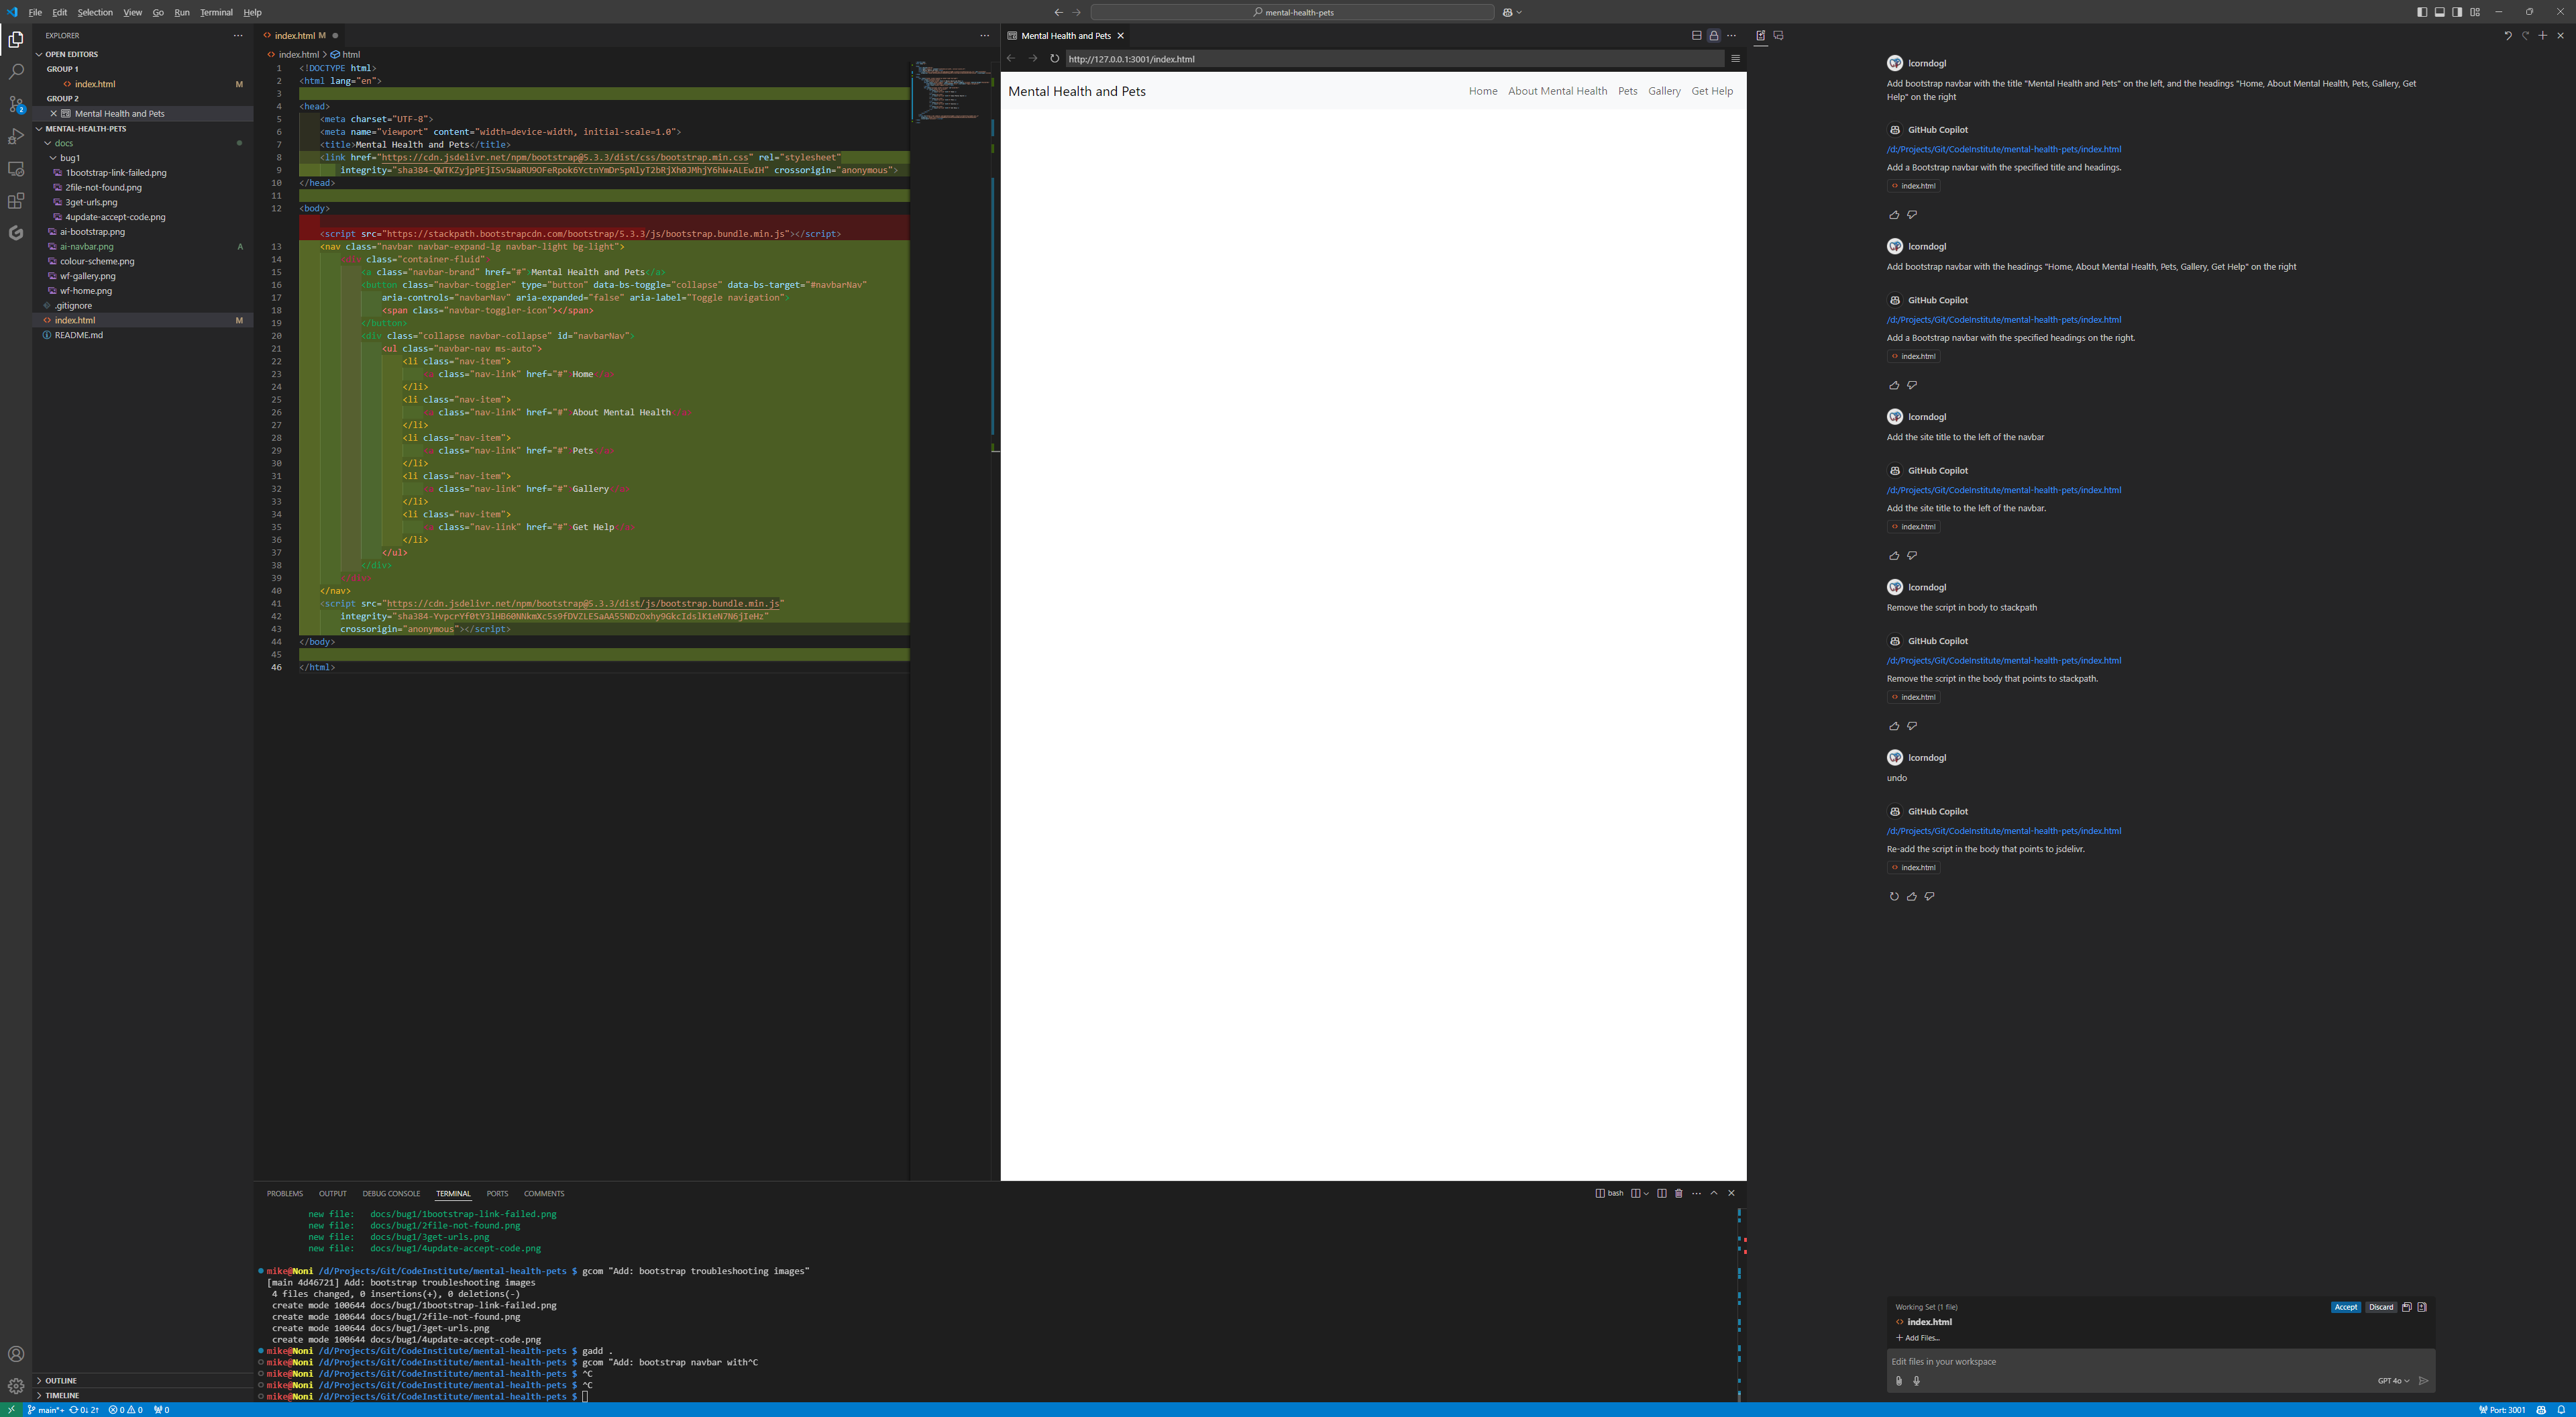 File Edit Selection View Go Run Terminal Help
mental-health-pets
EXPLORER
OPEN EDITORS
GROUP 1
index.html M
GROUP 2
Mental Health and Pets
MENTAL-HEALTH-PETS
docs
bug1
1bootstrap-link-failed.png
2file-not-found.png
3get-urls.png
4update-accept-code.png
ai-bootstrap.png
ai-navbar.png A
colour-scheme.png
wf-gallery.png
wf-home.png
.gitignore
index.html M
README.md
OUTLINE
TIMELINE
index.html M
index.html > html
1 <!DOCTYPE html>
2 <html lang="en">
3
4 <head>
5 <meta charset="UTF-8">
6 <meta name="viewport" content="width=device-width, initial-scale=1.0">
7 <title>Mental Health and Pets</title>
8 <link href="https://cdn.jsdelivr.net/npm/bootstrap@5.3.3/dist/css/bootstrap.min.css" rel="stylesheet"
9 integrity= crossorigin="anonymous">
10 </head>
11
12 <body>
<script src="https://stackpath.bootstrapcdn.com/bootstrap/5.3.3/js/bootstrap.bundle.min.js"></script>
13 <nav class="navbar navbar-expand-lg navbar-light bg-light">
14 class="container-fluid"
15 <a class="navbar-brand" href="#">Mental Health and Pets</a>
16 <button class="navbar-toggler" type="button" data-bs-toggle="collapse" data-bs-target="#navbarNav"
17 aria-controls="navbarNav" aria-expanded="false" aria-label="Toggle navigation">
18 <span class="navbar-toggler-icon"></span>
19 </button>
20 <div class="collapse navbar-collapse" id="navbarNav">
21 <ul class="navbar-nav ms-auto">
22 <li class="nav-item">
23 class="nav-link" href="#" Home
24 </li>
25 <li class="nav-item">
26 class="nav-link" href="#" About Mental Health
27 </li>
28 <li class="nav-item">
29 class="nav-link" href="#" Pets
30 </li>
31 <li class="nav-item">
32 class="nav-link" href="#" Gallery
33 </li>
34 <li class="nav-item">
35 class="nav-link" href="#" Get Help
36 </li>
37 </ul>
38 </div>
39 </div>
40 </nav>
41 <script src="https://cdn.jsdelivr.net/npm/bootstrap@5.3.3/dist/js/bootstrap.bundle.min.js"
42 integrity=
43 crossorigin="anonymous"></script>
44 </body>
45
46 </html>
Mental Health and Pets
http://127.0.0.1:3001/index.html
Mental Health and Pets Home About Mental Health Pets Gallery Get Help
PROBLEMS OUTPUT DEBUG CONSOLE TERMINAL PORTS COMMENTS
bash
new file: docs/bug1/1bootstrap-link-failed.png
new file: docs/bug1/2file-not-found.png
new file: docs/bug1/3get-urls.png
new file: docs/bug1/4update-accept-code.png
mike@Noni /d/Projects/Git/CodeInstitute/mental-health-pets $ gcom "Add: bootstrap troubleshooting images"
[main 4d46721] Add: bootstrap troubleshooting images
4 files changed, 0 insertions(+), 0 deletions(-)
create mode 100644 docs/bug1/1bootstrap-link-failed.png
create mode 100644 docs/bug1/2file-not-found.png
create mode 100644 docs/bug1/3get-urls.png
create mode 100644 docs/bug1/4update-accept-code.png
mike@Noni /d/Projects/Git/CodeInstitute/mental-health-pets $ gadd .
mike@Noni /d/Projects/Git/CodeInstitute/mental-health-pets $ gcom "Add: bootstrap navbar with^C
mike@Noni /d/Projects/Git/CodeInstitute/mental-health-pets $ ^C
mike@Noni /d/Projects/Git/CodeInstitute/mental-health-pets $ ^C
mike@Noni /d/Projects/Git/CodeInstitute/mental-health-pets $
lcorndogl
Add bootstrap navbar with the title "Mental Health and Pets" on the left, and the headings "Home, About Mental Health, Pets, Gallery, Get
Help" on the right
GitHub Copilot
/d:/Projects/Git/CodeInstitute/mental-health-pets/index.html
Add a Bootstrap navbar with the specified title and headings.
index.html
lcorndogl
Add bootstrap navbar with the headings "Home, About Mental Health, Pets, Gallery, Get Help" on the right
GitHub Copilot
/d:/Projects/Git/CodeInstitute/mental-health-pets/index.html
Add a Bootstrap navbar with the specified headings on the right.
index.html
lcorndogl
Add the site title to the left of the navbar
GitHub Copilot
/d:/Projects/Git/CodeInstitute/mental-health-pets/index.html
Add the site title to the left of the navbar.
index.html
lcorndogl
Remove the script in body to stackpath
GitHub Copilot
/d:/Projects/Git/CodeInstitute/mental-health-pets/index.html
Remove the script in the body that points to stackpath.
index.html
lcorndogl
undo
GitHub Copilot
/d:/Projects/Git/CodeInstitute/mental-health-pets/index.html
Re-add the script in the body that points to jsdelivr.
index.html
Working Set (1 file) Accept Discard
index.html
+ Add Files...
Edit files in your workspace
GPT 4o
main*+ 0↓ 2↑ 0 0 0 Port: 3001